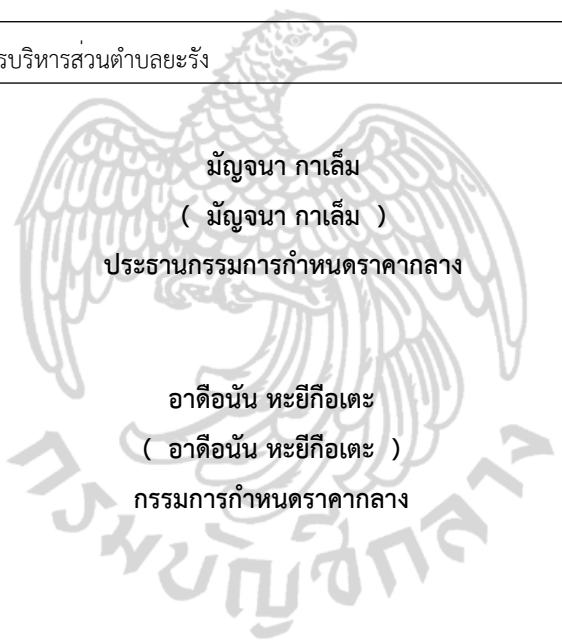 รบริหารส่วนตำบลยะรัง
มัญจนา กาเล็ม
( มัญจนา กาเล็ม )
ประธานกรรมการกำหนดราคากลาง
อาดือนัน หะยีกือเตะ
( อาดือนัน หะยีกือเตะ )
กรรมการกำหนดราคากลาง
กรมบัญชีกลาง